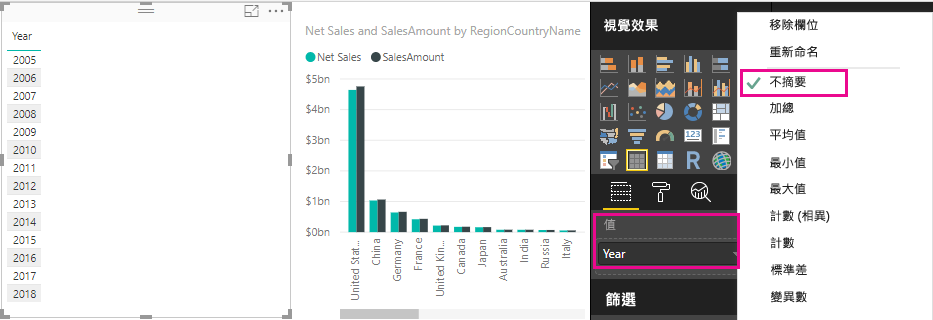 Year
2005
2006
2007
2008
2009
2010
2011
2012
2013
2014
2015
2016
2017
2018
Net Sales and SalesAmount by RegionCountryName
Net Sales
SalesAmount
$5bn
$4bn
$3bn
$2bn
$1bn
$0bn
United Stat...
China
Germany
France
United Kin...
Canada
Japan
Australia
India
Russia
Italy
視覺效果
123
R
值
Year
篩選
移除欄位
重新命名
不摘要
加總
平均值
最小值
最大值
計數 (相異)
計數
標準差
變異數